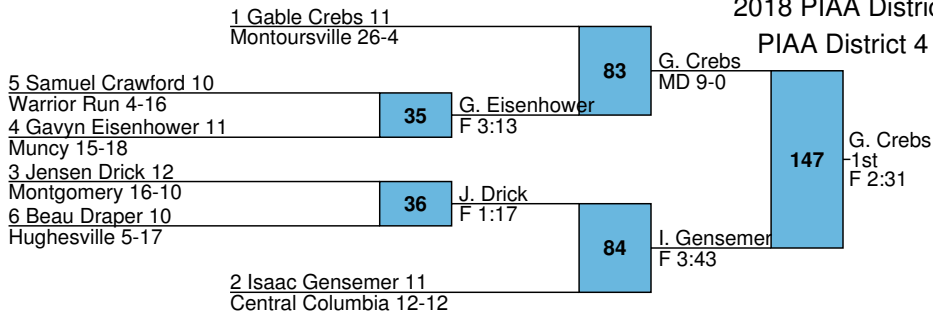 2018 PIAA Distric
PIAA District 4
1 Gable Crebs 11
Montoursville 26-4
83
G. Crebs
MD 9-0
5 Samuel Crawford 10
Warrior Run 4-16
35
G. Eisenhower
F 3:13
4 Gavyn Eisenhower 11
Muncy 15-18
147
G. Crebs
1st
F 2:31
3 Jensen Drick 12
Montgomery 16-10
36
J. Drick
F 1:17
6 Beau Draper 10
Hughesville 5-17
84
I. Gensemer
F 3:43
2 Isaac Gensemer 11
Central Columbia 12-12